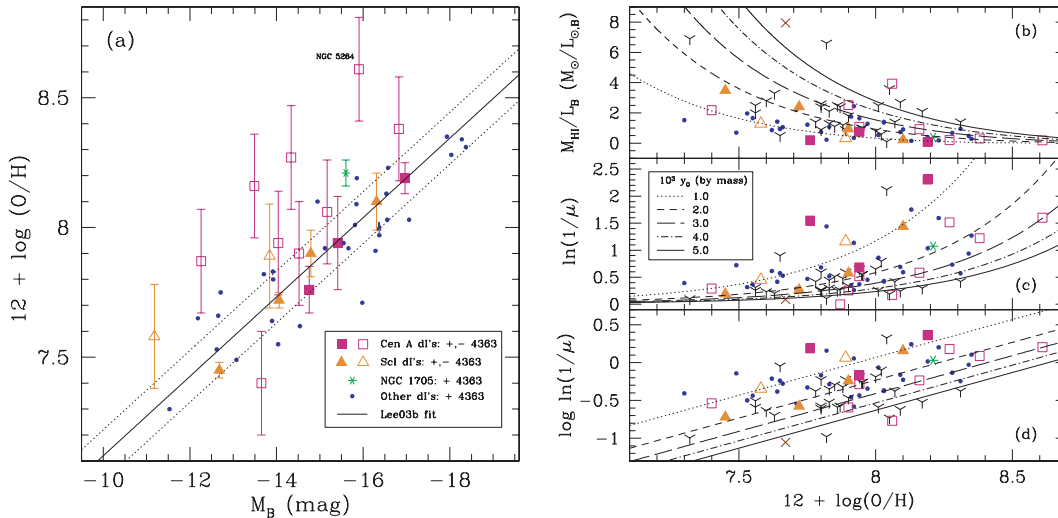 (a)
NGC 5264
8.5
8
7.5
12 + log (O/H)
Cen A dI's: +,− 4363
Scl dI's: +,− 4363
NGC 1705: + 4363
Other dI's: + 4363
Lee03b fit
−10 −12 −14 −16 −18
M_B (mag)
(b)
8
6
4
2
0
M_HI/L_B (M_⊙/L_⊙,B)
(c)
10³ y₀ (by mass)
1.0
2.0
3.0
4.0
5.0
2.5
2
1.5
1
0.5
0
ln(1/μ)
(d)
0.5
0
−0.5
−1
log ln(1/μ)
7.5 8 8.5
12 + log(O/H)